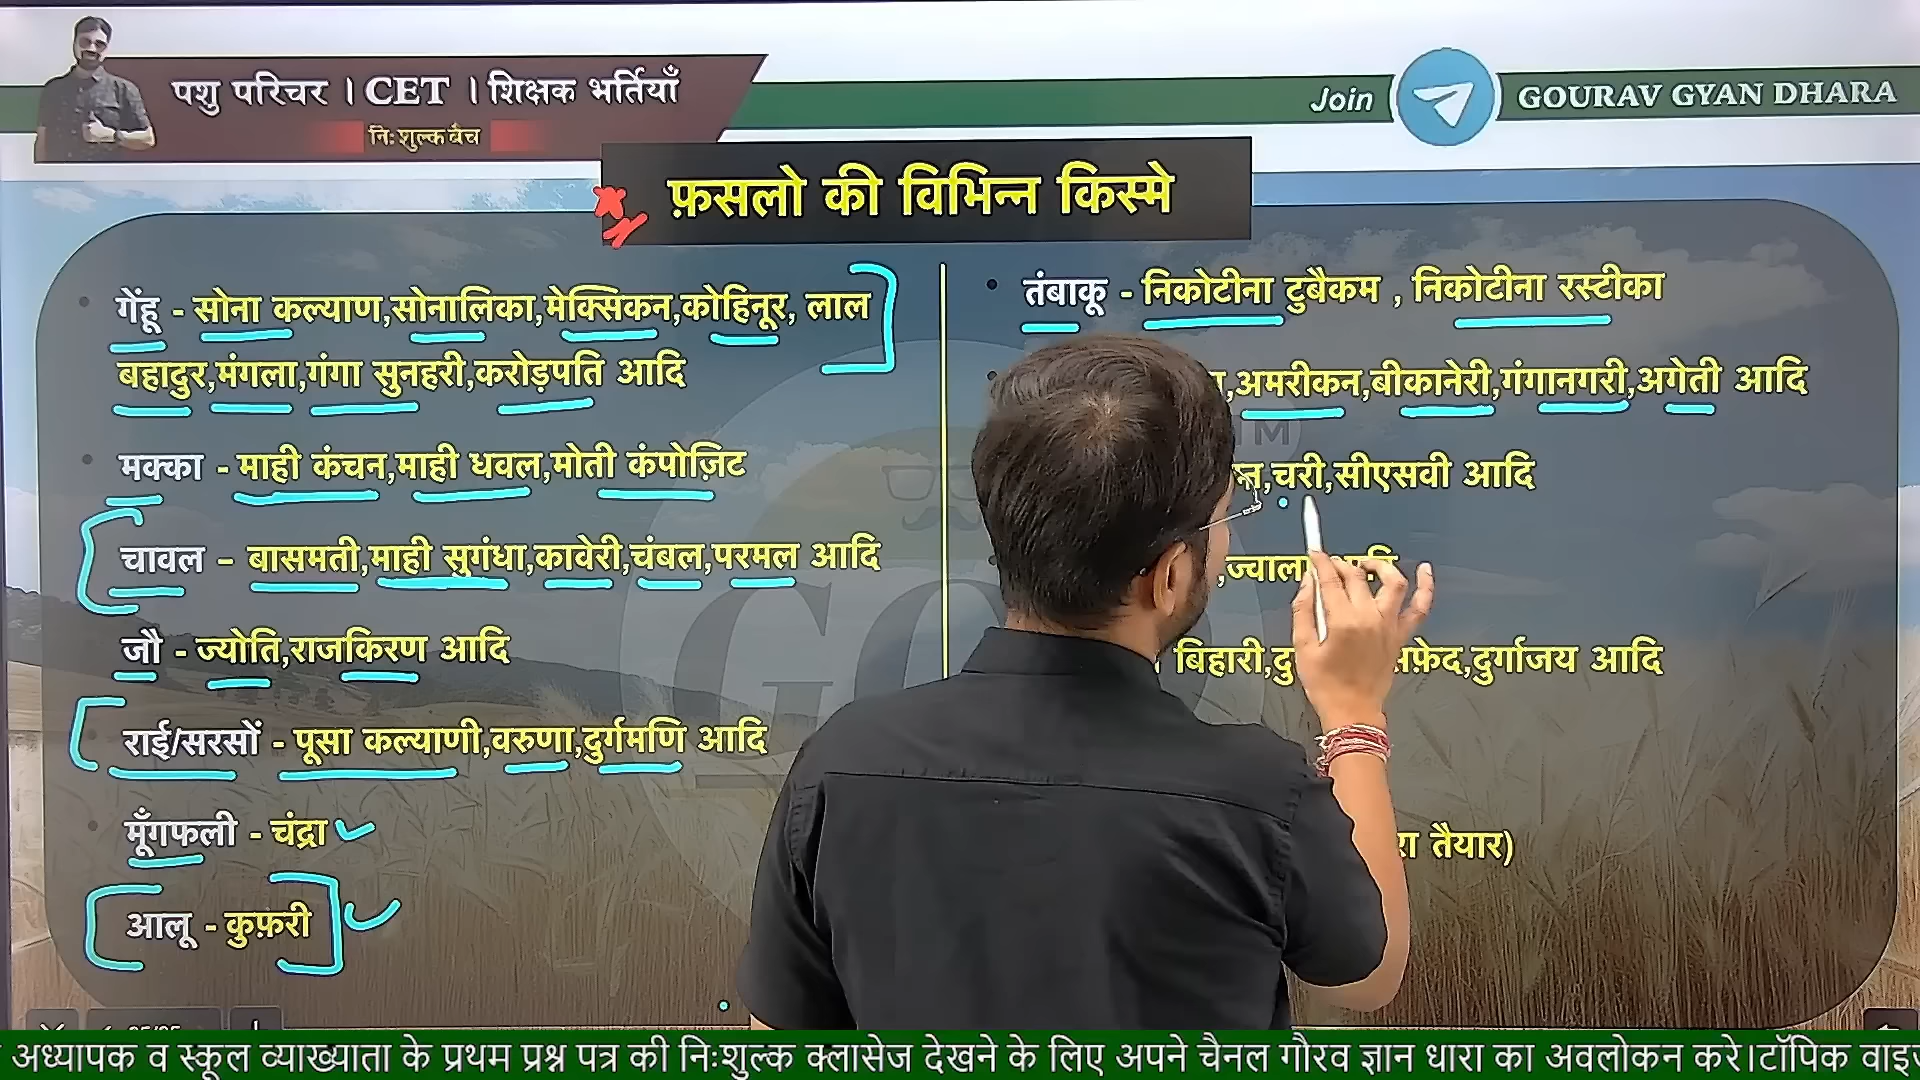 पशु परिचर । CET । शिक्षक भर्तियाँ
निःशुल्क बैच
Join
GOURAV GYAN DHARA
फ़सलो की विभिन्न किस्मे
गेंहू - सोना कल्याण,सोनालिका,मेक्सिकन,कोहिनूर, लाल
बहादुर,मंगला,गंगा सुनहरी,करोड़पति आदि
मक्का - माही कंचन,माही धवल,मोती कंपोज़िट
चावल - बासमती,माही सुगंधा,कावेरी,चंबल,परमल आदि
जौ - ज्योति,राजकिरण आदि
राई/सरसों - पूसा कल्याणी,वरुणा,दुर्गमणि आदि
मूँगफली - चंद्रा
आलू - कुफ़री
तंबाकू - निकोटीना टुबैकम , निकोटीना रस्टीका
,अमरीकन,बीकानेरी,गंगानगरी,अगेती आदि
,चरी,सीएसवी आदि
,ज्वाला आदि
बिहारी, सफ़ेद,दुर्गाजय आदि
तैयार)
अध्यापक व स्कूल व्याख्याता के प्रथम प्रश्न पत्र की निःशुल्क क्लासेज देखने के लिए अपने चैनल गौरव ज्ञान धारा का अवलोकन करे।टॉपिक